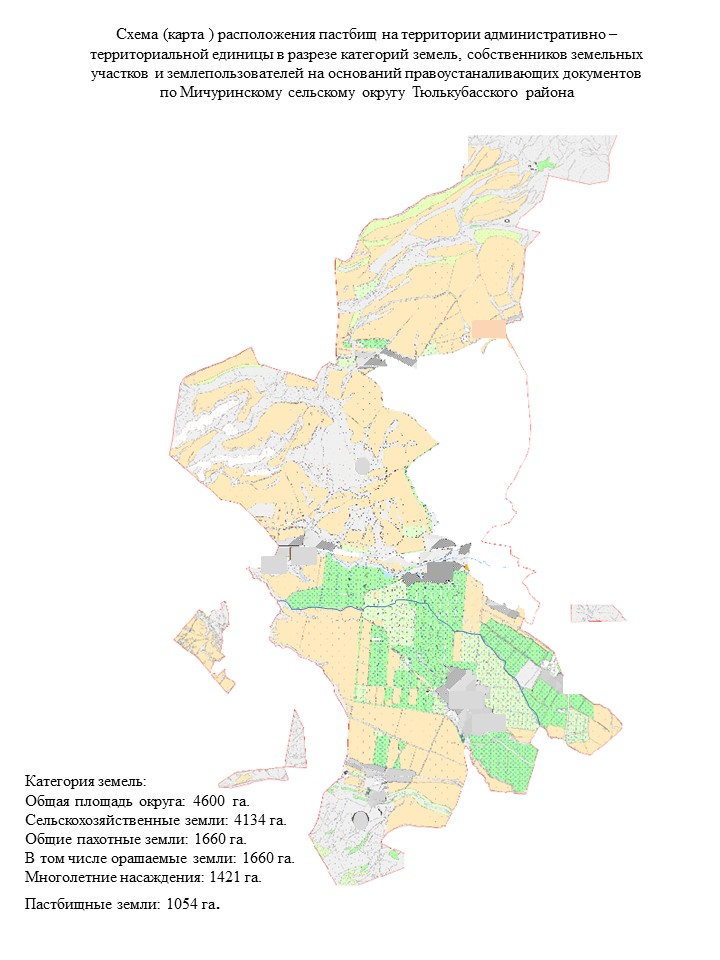 Схема (карта ) расположения пастбищ на территории административно –
территориальной единицы в разрезе категорий земель, собственников земельных
участков и землепользователей на оснований правоустаналивающих документов
по Мичуринскому сельскому округу Тюлькубасского района
Категория земель:
Общая площадь округа: 4600 га.
Сельскохозяйственные земли: 4134 га.
Общие пахотные земли: 1660 га.
В том числе орашаемые земли: 1660 га.
Многолетние насаждения: 1421 га.
Пастбищные земли: 1054 га.